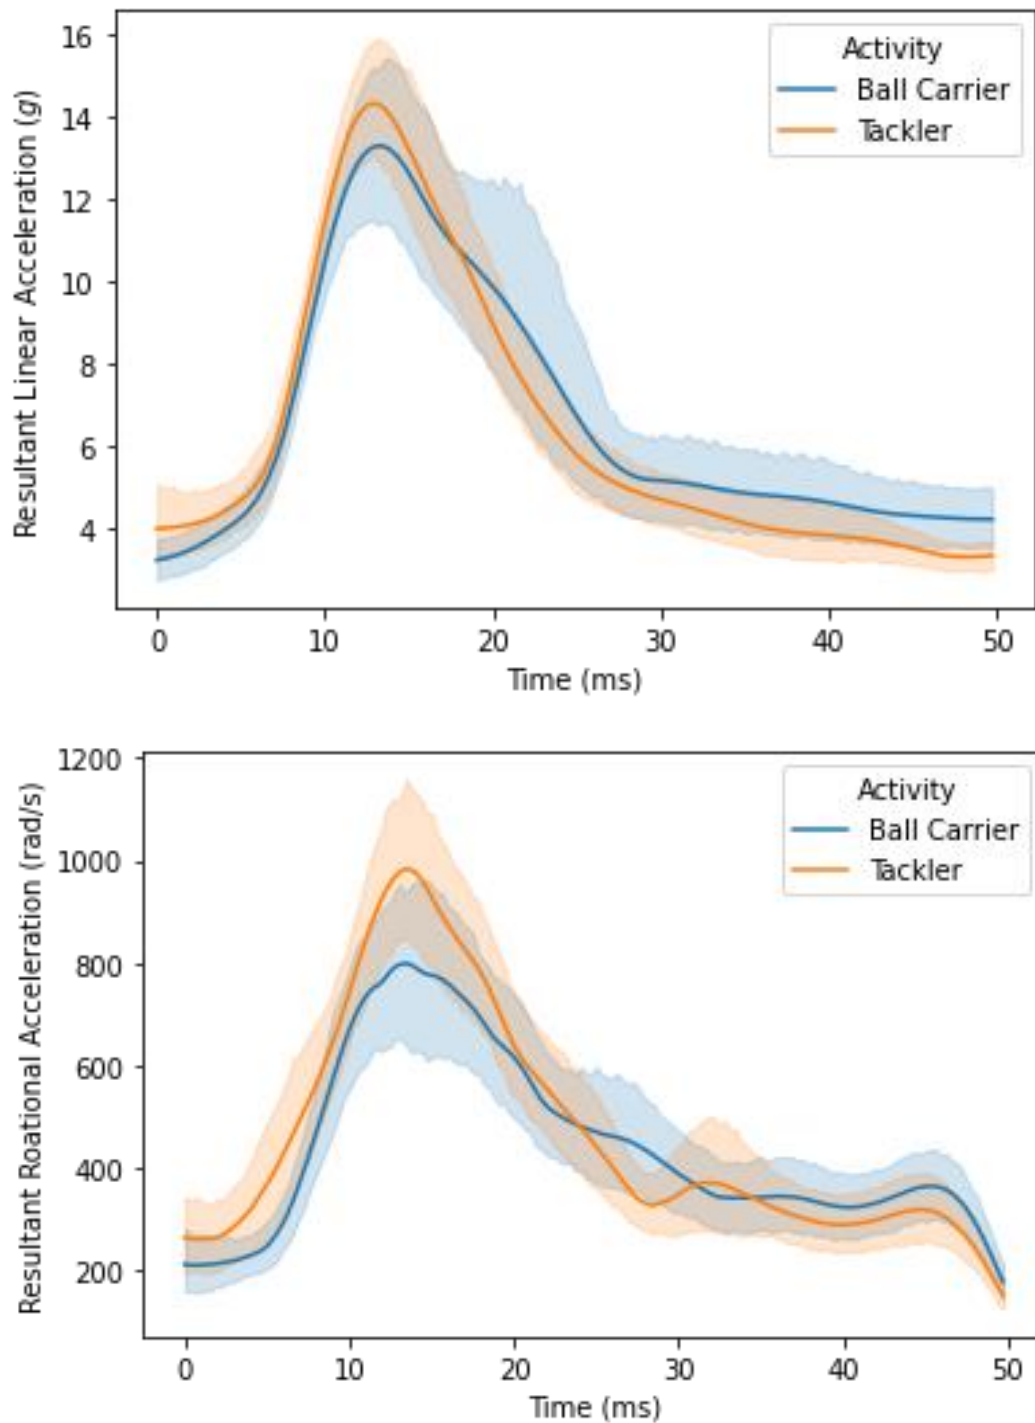 16
14
12
10
8
6
4
Resultant Linear Acceleration (g)
Activity
Ball Carrier
Tackler
0 10 20 30 40 50
Time (ms)
1200
1000
800
600
400
200
Resultant Roational Acceleration (rad/s)
Activity
Ball Carrier
Tackler
0 10 20 30 40 50
Time (ms)